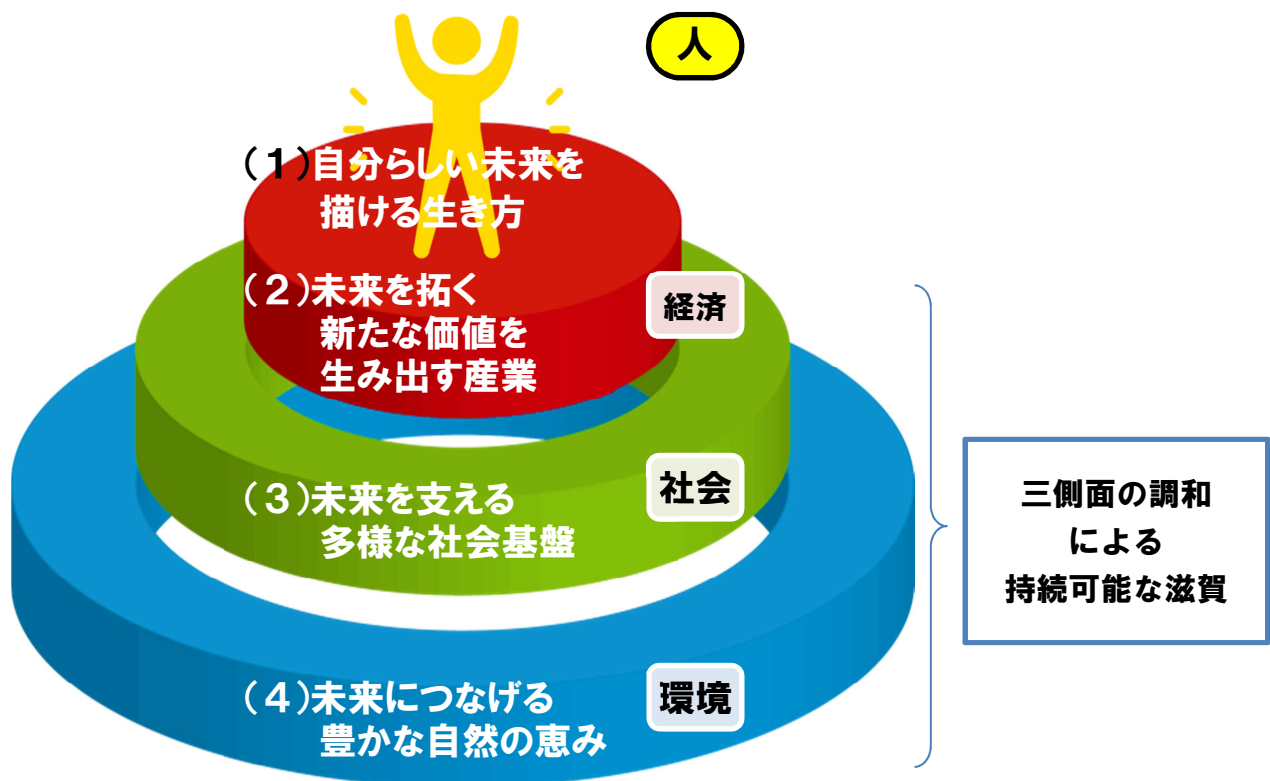 人
(1)自分らしい未来を
描ける生き方
(2)未来を拓く
新たな価値を
生み出す産業
経済
(3)未来を支える
多様な社会基盤
社会
三側面の調和
による
持続可能な滋賀
(4)未来につなげる
豊かな自然の恵み
環境